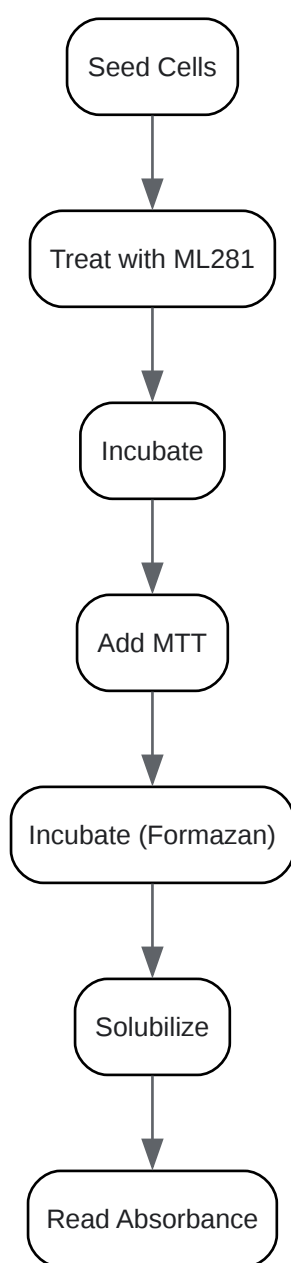 Seed Cells
Treat with ML281
Incubate
Add MTT
Incubate (Formazan)
Solubilize
Read Absorbance